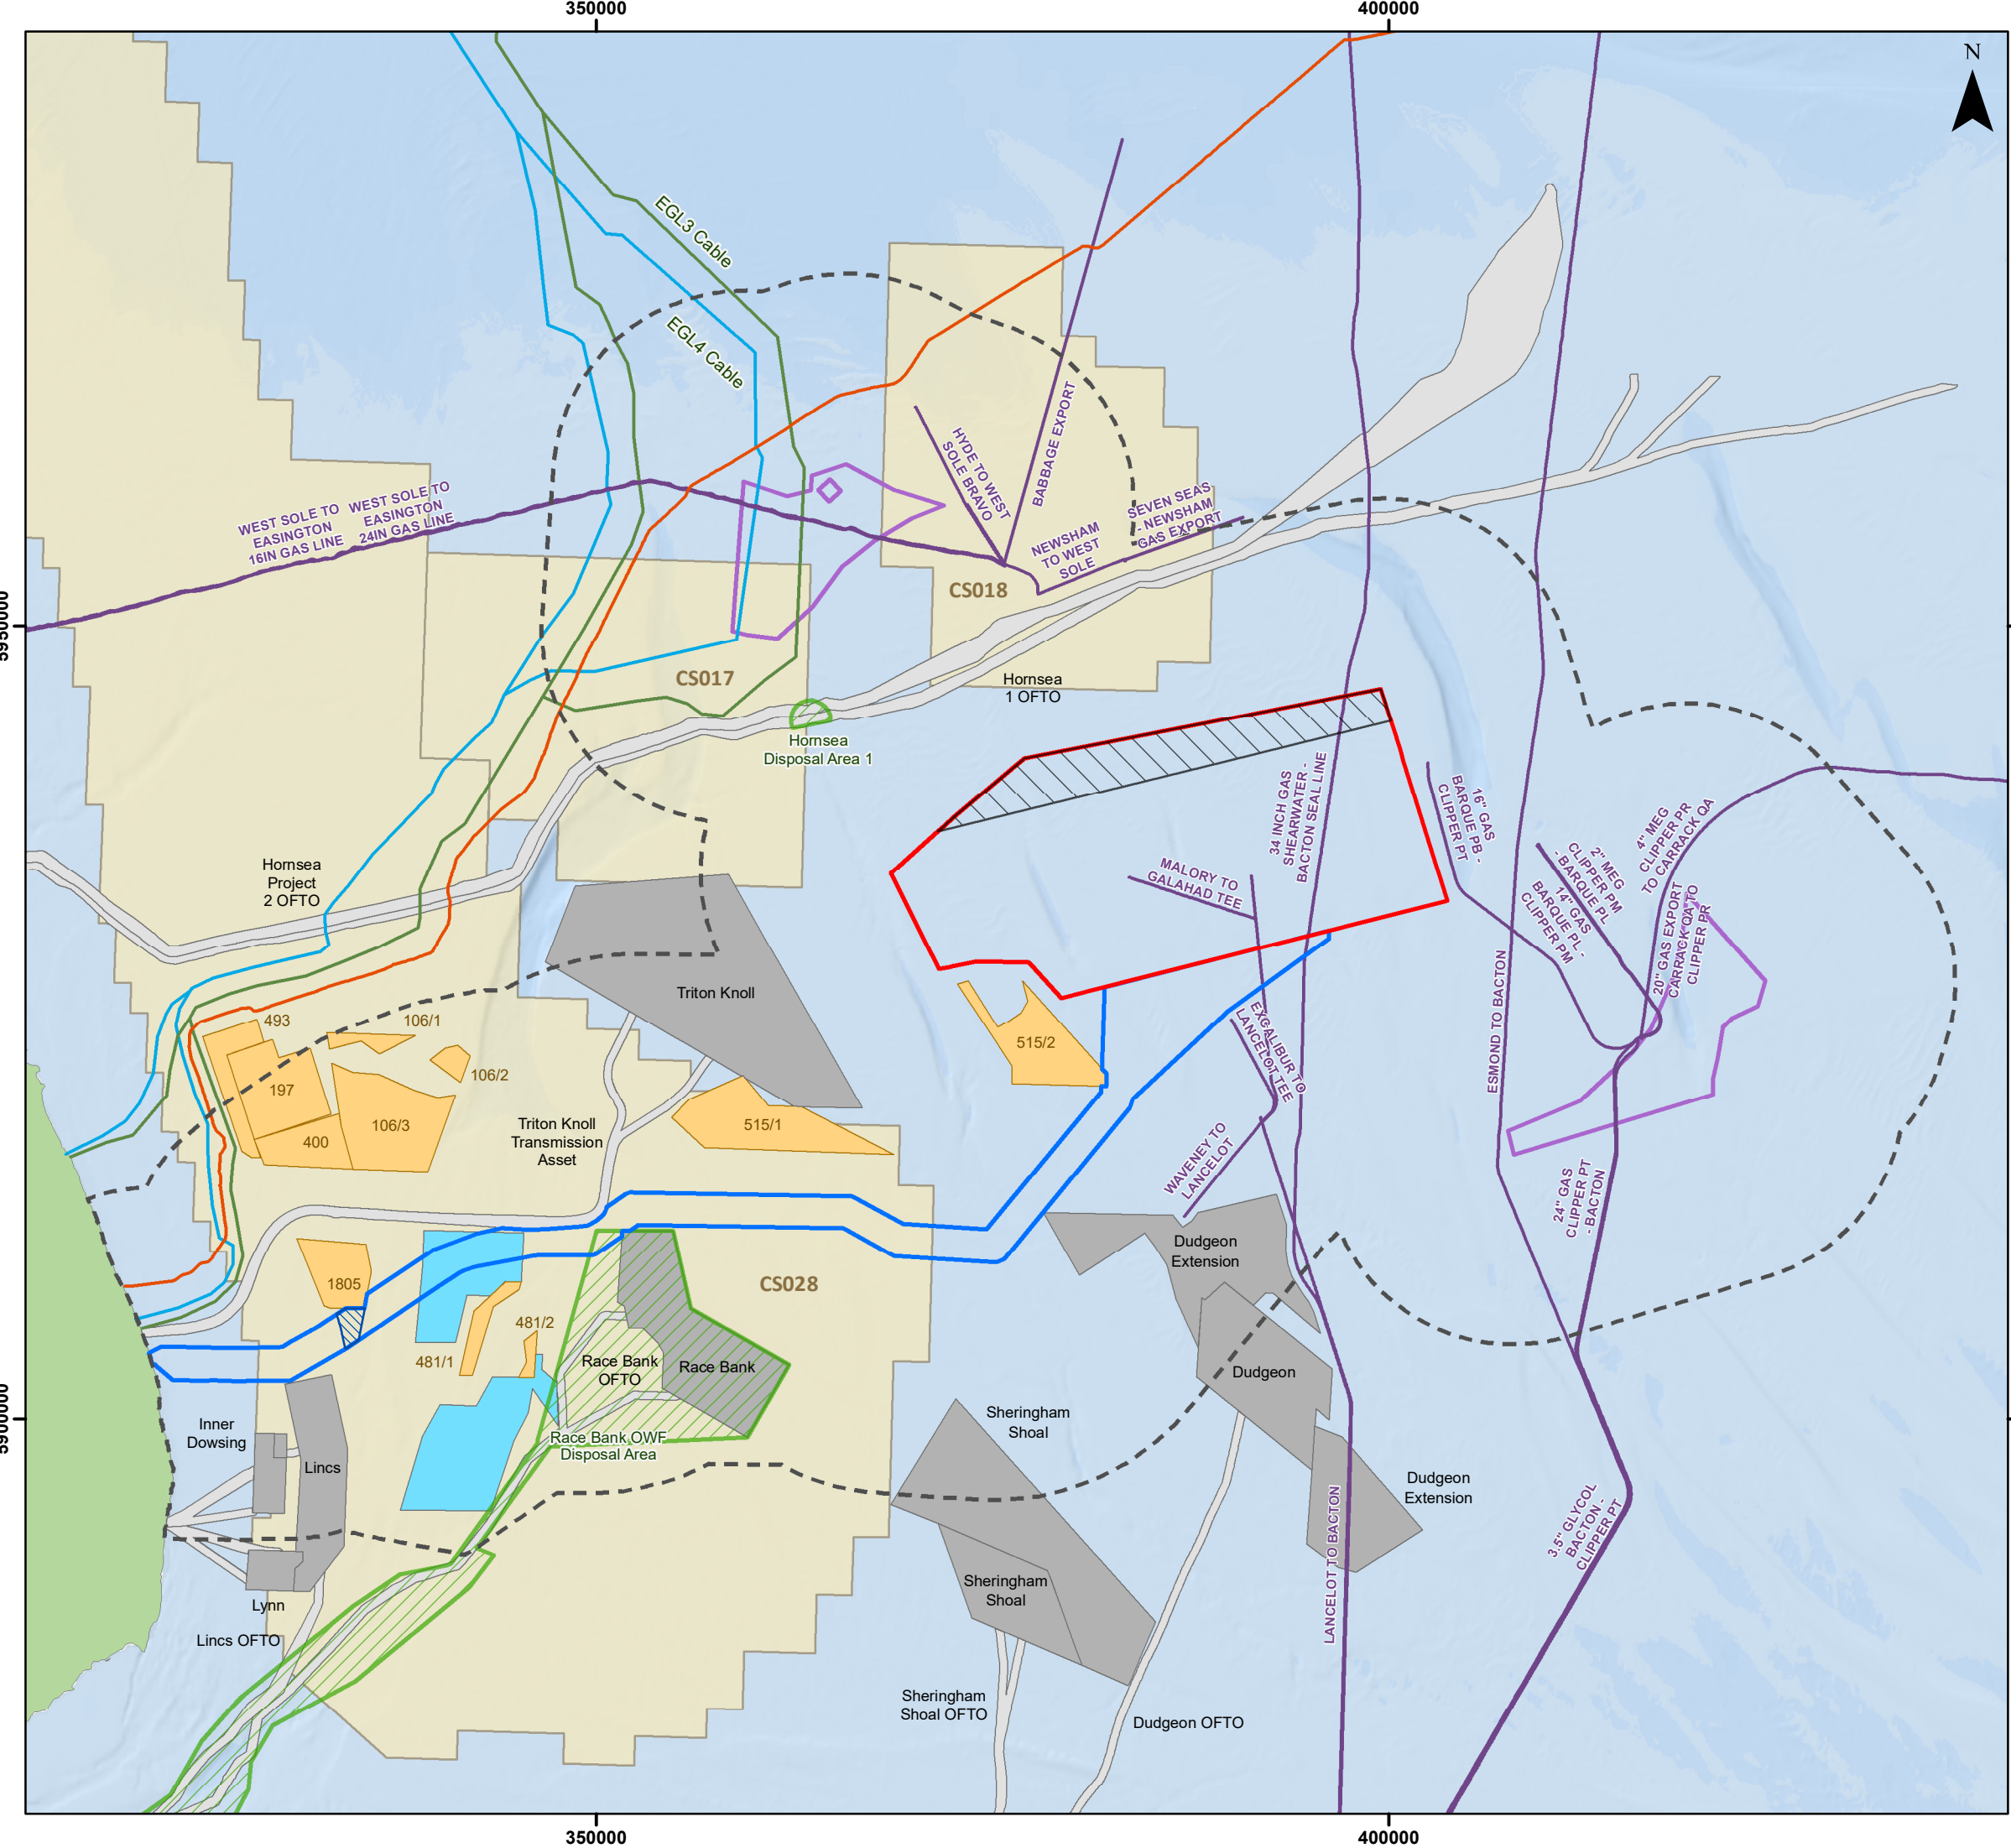 350000
400000
N
EGL3 Cable
EGL4 Cable
WEST SOLE TO
EASINGTON
16IN GAS LINE
WEST SOLE TO
EASINGTON
24IN GAS LINE
HYDE TO WEST
SOLE BRAVO
BABBAGE EXPORT
NEWSHAM
TO WEST
SOLE
SEVEN SEAS
- NEWSHAM
GAS EXPORT
CS018
CS017
Hornsea
1 OFTO
Hornsea
Disposal Area 1
Hornsea
Project
2 OFTO
34 INCH GAS
SHEARWATER -
BACTON SEAL LINE
MALORY TO
GALAHAD TEE
16" GAS
BARQUE PB -
CLIPPER PT
2" MEG
CLIPPER PM
- BARQUE PL
14" GAS
BARQUE PL -
CLIPPER PM
4" MEG
CLIPPER PR
TO CARRACK QA
20" GAS EXPORT
CARRACK QA TO
CLIPPER PR
ESMOND TO BACTON
Triton Knoll
493
106/1
197
106/2
400
106/3
515/2
515/1
Triton Knoll
Transmission
Asset
EXCALIBUR TO
LANCELOT TEE
WAVENEY TO
LANCELOT
24" GAS
CLIPPER PT
- BACTON
Dudgeon
Extension
CS028
1805
481/2
481/1
Race Bank
OFTO
Race Bank
Dudgeon
Race Bank OWF
Disposal Area
Inner
Dowsing
Lincs
Sheringham
Shoal
Dudgeon
Extension
LANCELOT TO BACTON
3.5" GLYCOL
BACTON -
CLIPPER PT
Sheringham
Shoal
Lynn
Lincs OFTO
Sheringham
Shoal OFTO
Dudgeon OFTO
350000
400000